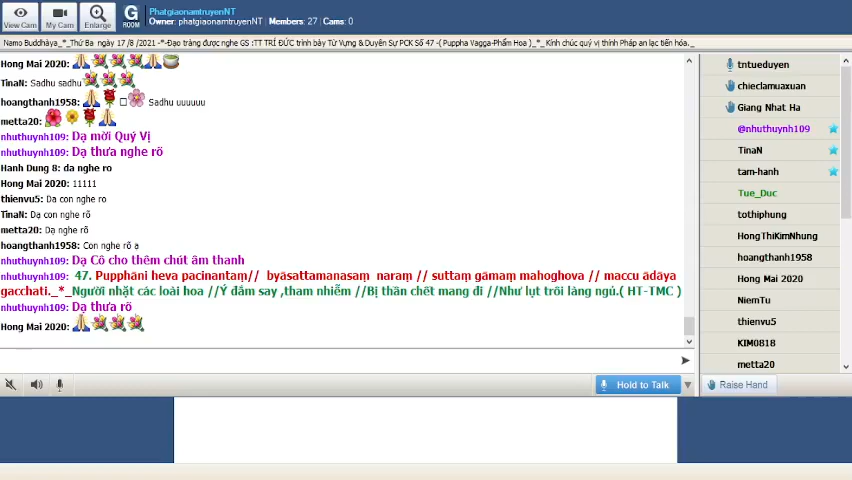 PhatgiaonamtruyenNT
Owner: phatgiaonamtruyenNT | Members: 27 | Cams: 0
View Cam
My Cam
Enlarge
G ROOM
Namo Buddhàya_*_Thứ Ba ngày 17 /8 /2021 -*-Đạo tràng được nghe GS :TT TRÍ ĐỨC trình bày Từ Vựng & Duyên Sự PCK Số 47 -( Puppha Vagga-Phẩm Hoa )_*_ Kính chúc quý vị thính Pháp an lạc tiến hóa._
Hong Mai 2020:
TinaN: Sadhu sadhu
hoangthanh1958: Sadhu uuuuuu
metta20:
nhuthuynh109: Dạ mời Quý Vị
nhuthuynh109: Dạ thưa nghe rõ
Hanh Dung 8: da nghe ro
Hong Mai 2020: 11111
thienvu5: Dạ con nghe ro
TinaN: Dạ con nghe rõ
metta20: Dạ nghe rõ
hoangthanh1958: Con nghe rõ ạ
nhuthuynh109: Dạ Cô cho thêm chút âm thanh
nhuthuynh109: 47. Pupphāni heva pacinantaṃ// byāsattamanasaṃ naraṃ // suttaṃ gāmaṃ mahoghova // maccu ādāya
gacchati._*_Người nhặt các loài hoa //Ý đắm say ,tham nhiễm //Bị thần chết mang đi //Như lụt trôi làng ngủ.( HT-TMC )
nhuthuynh109: Dạ thưa rõ
Hong Mai 2020:
Hold to Talk
tntueduyen
chieclamuaxuan
Giang Nhat Ha
@nhuthuynh109
TinaN
tam-hanh
Tue_Duc
tothiphung
HongThiKimNhung
hoangthanh1958
Hong Mai 2020
NiemTu
thienvu5
KIM0818
metta20
Raise Hand